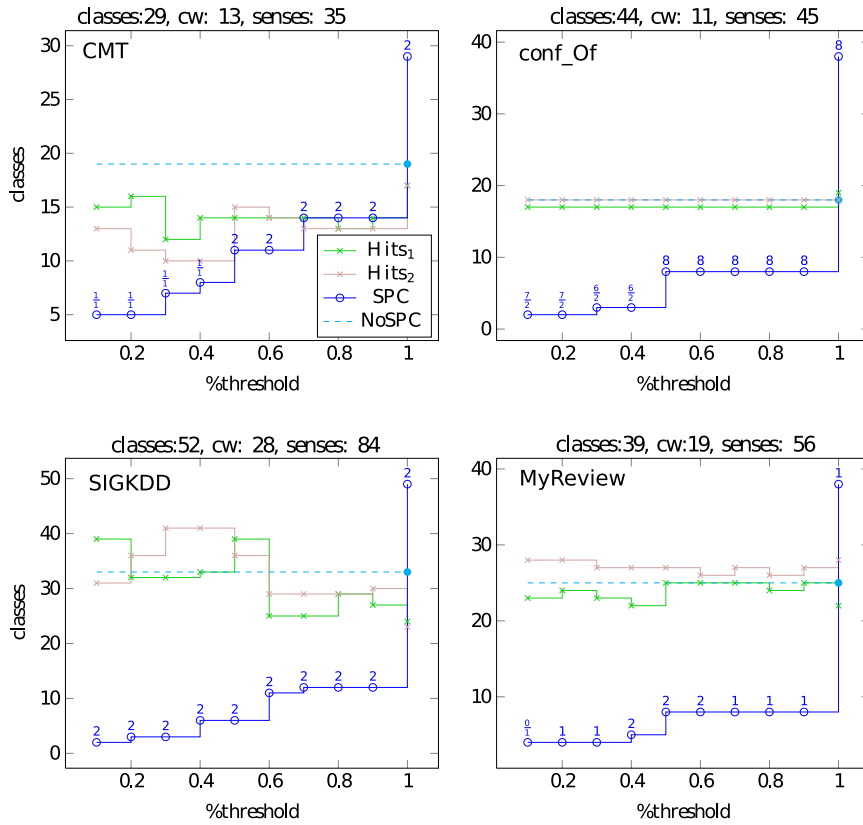 classes:29, cw: 13, senses: 35
CMT
30
25
20
15
10
5
classes
2
2 2 2
2 2
1/1 1/1 1/1 1/1
Hits1
Hits2
SPC
NoSPC
0.2 0.4 0.6 0.8 1
%threshold
classes:44, cw: 11, senses: 45
conf_Of
40
30
20
10
0
8
8 8 8 8 8
7/2 7/2 6/2 6/2
0.2 0.4 0.6 0.8 1
%threshold
classes:52, cw: 28, senses: 84
SIGKDD
50
40
30
20
10
0
classes
2
2 2 2 2 2 2 2 2 2
0.2 0.4 0.6 0.8 1
%threshold
classes:39, cw:19, senses: 56
MyReview
40
30
20
10
1
0/1 1 1 2 2 2 1 1 1
0.2 0.4 0.6 0.8 1
%threshold